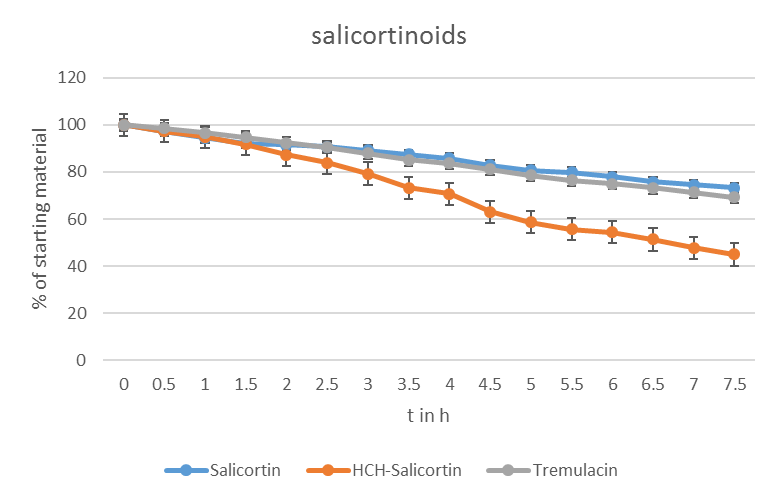 salicortinoids
120
100
80
60
40
20
0
% of starting material
0 0.5 1 1.5 2 2.5 3 3.5 4 4.5 5 5.5 6 6.5 7 7.5
t in h
Salicortin HCH-Salicortin Tremulacin